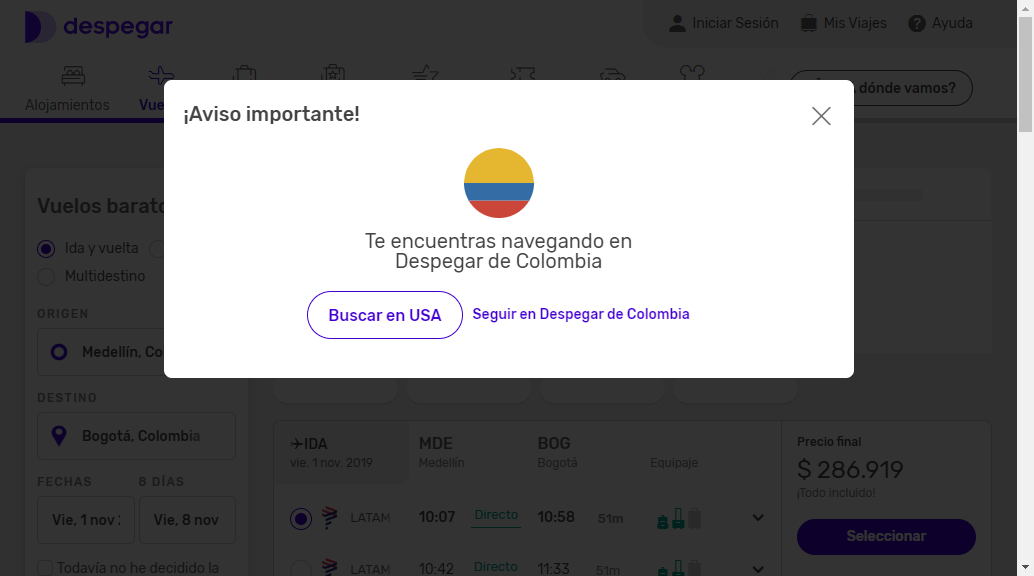 despegar
Iniciar Sesión
Mis Viajes
Ayuda
Alojamientos
dónde vamos?
¡Aviso importante!
Te encuentras navegando en
Despegar de Colombia
Buscar en USA
Seguir en Despegar de Colombia
Vuelos
Ida y vuelta
Multidestino
ORIGEN
Medellín, Co
DESTINO
Bogotá, Colombia
FECHAS
8 DÍAS
Vie, 1 nov
Vie, 8 nov
Todavía no he decidido la
IDA
vie. 1 nov. 2019
MDE
Medellín
BOG
Bogotá
Equipaje
LATAM
10:07
Directo
10:58
51m
LATAM
10:42
Directo
11:33
51m
Precio final
$ 286.919
¡Todo incluido!
Seleccionar